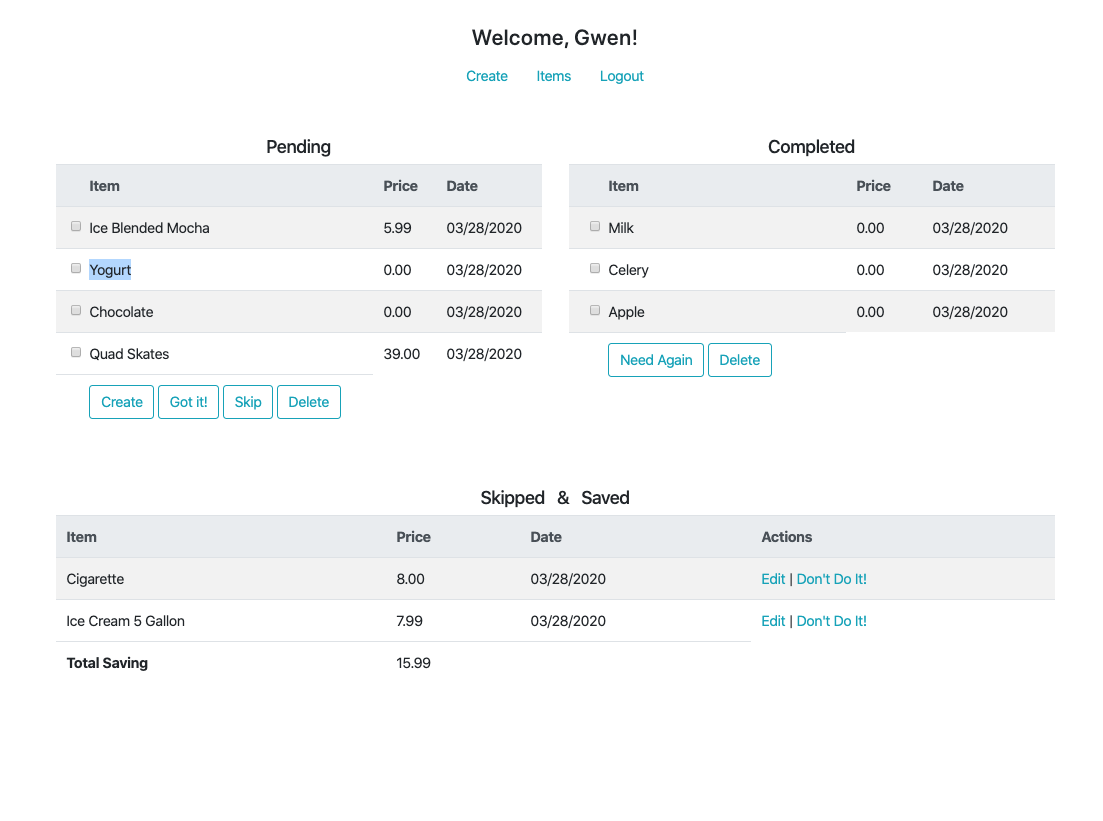 Welcome, Gwen!
Create Items Logout
Pending
Item Price Date
Ice Blended Mocha 5.99 03/28/2020
Yogurt 0.00 03/28/2020
Chocolate 0.00 03/28/2020
Quad Skates 39.00 03/28/2020
Create Got it! Skip Delete
Completed
Item Price Date
Milk 0.00 03/28/2020
Celery 0.00 03/28/2020
Apple 0.00 03/28/2020
Need Again Delete
Skipped & Saved
Item Price Date Actions
Cigarette 8.00 03/28/2020 Edit | Don't Do It!
Ice Cream 5 Gallon 7.99 03/28/2020 Edit | Don't Do It!
Total Saving 15.99